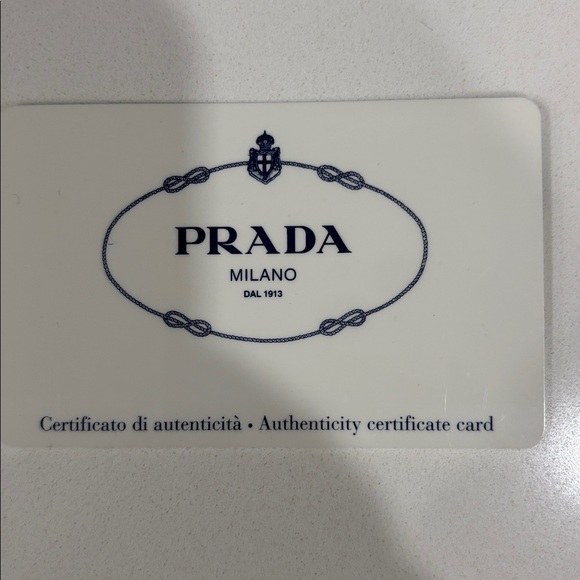 PRADA
MILANO
DAL 1913
Certificato di autenticità • Authenticity certificate card